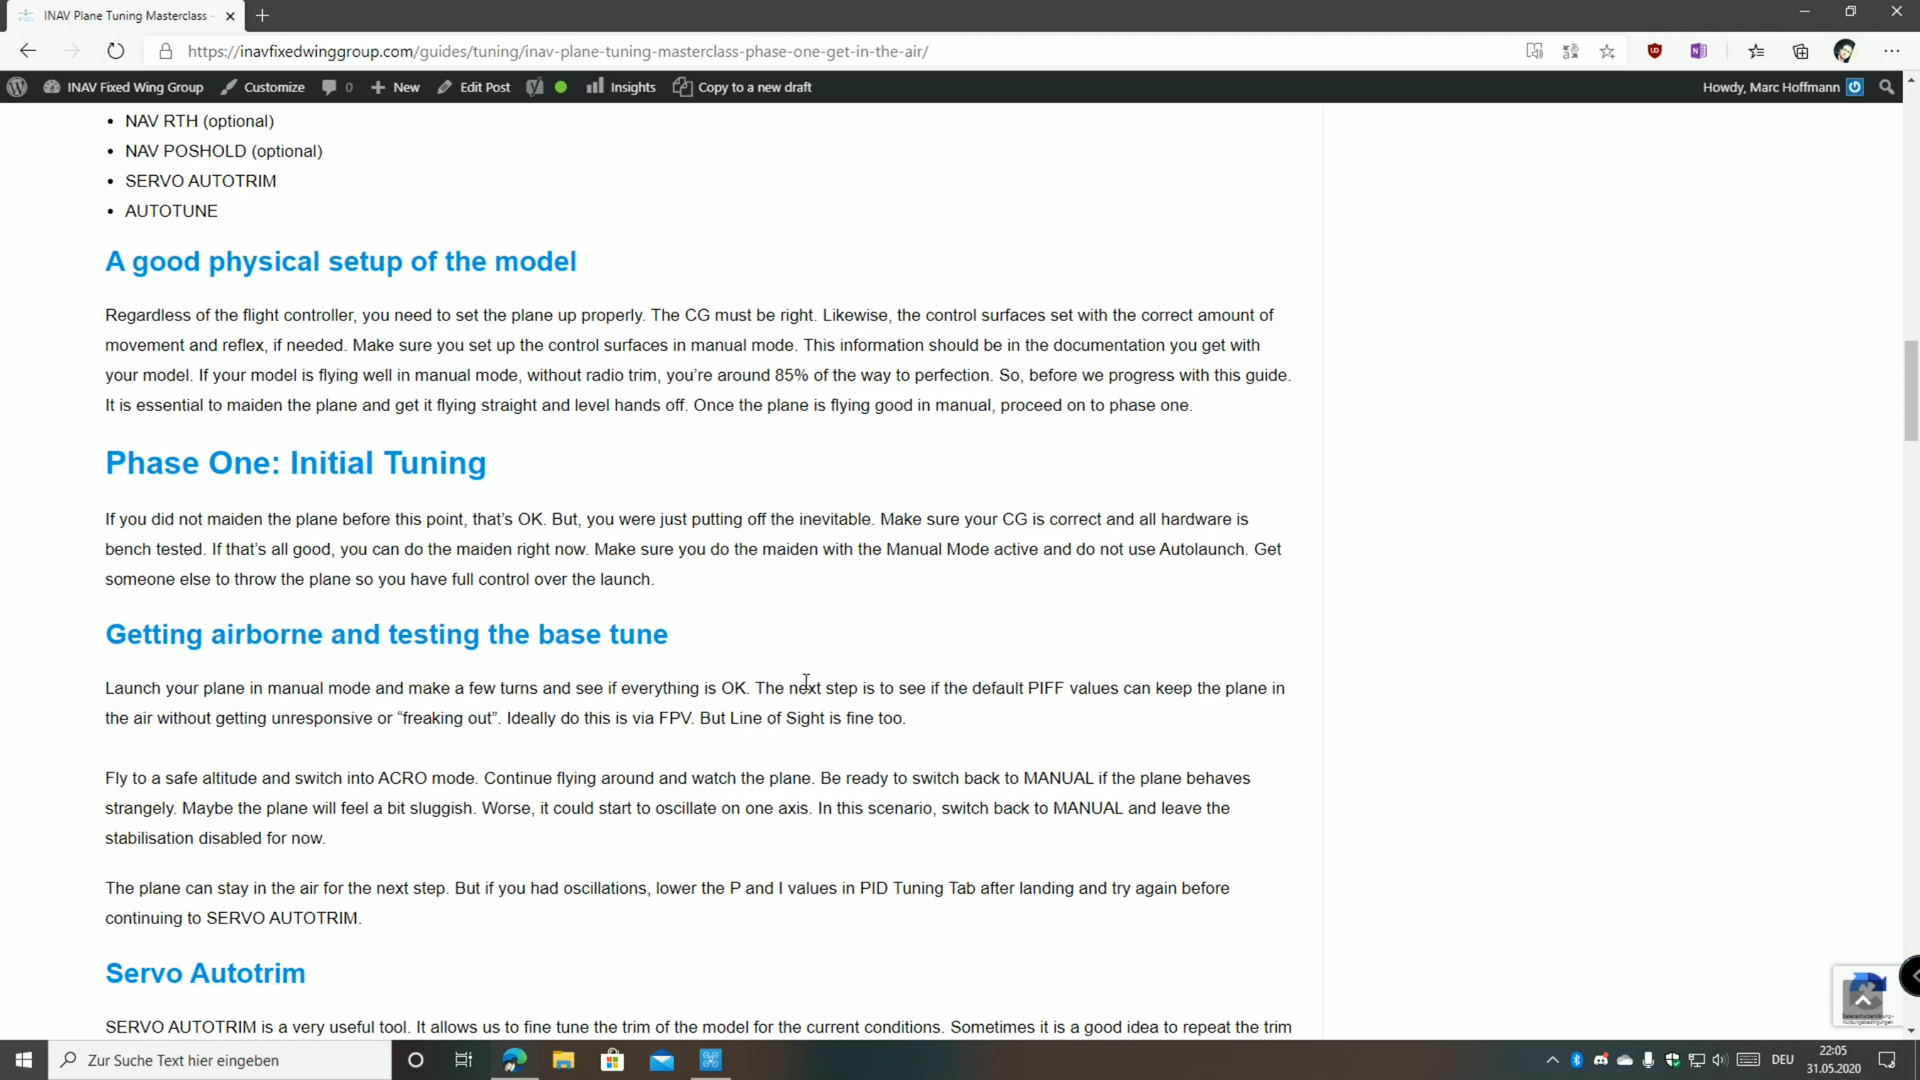 INAV Plane Tuning Masterclass -
https://inavfixedwinggroup.com/guides/tuning/inav-plane-tuning-masterclass-phase-one-get-in-the-air/
INAV Fixed Wing Group Customize 0 New Edit Post Insights Copy to a new draft Howdy, Marc Hoffmann
• NAV RTH (optional)
• NAV POSHOLD (optional)
• SERVO AUTOTRIM
• AUTOTUNE
A good physical setup of the model
Regardless of the flight controller, you need to set the plane up properly. The CG must be right. Likewise, the control surfaces set with the correct amount of
movement and reflex, if needed. Make sure you set up the control surfaces in manual mode. This information should be in the documentation you get with
your model. If your model is flying well in manual mode, without radio trim, you're around 85% of the way to perfection. So, before we progress with this guide.
It is essential to maiden the plane and get it flying straight and level hands off. Once the plane is flying good in manual, proceed on to phase one.
Phase One: Initial Tuning
If you did not maiden the plane before this point, that's OK. But, you were just putting off the inevitable. Make sure your CG is correct and all hardware is
bench tested. If that's all good, you can do the maiden right now. Make sure you do the maiden with the Manual Mode active and do not use Autolaunch. Get
someone else to throw the plane so you have full control over the launch.
Getting airborne and testing the base tune
Launch your plane in manual mode and make a few turns and see if everything is OK. The next step is to see if the default PIFF values can keep the plane in
the air without getting unresponsive or “freaking out”. Ideally do this is via FPV. But Line of Sight is fine too.
Fly to a safe altitude and switch into ACRO mode. Continue flying around and watch the plane. Be ready to switch back to MANUAL if the plane behaves
strangely. Maybe the plane will feel a bit sluggish. Worse, it could start to oscillate on one axis. In this scenario, switch back to MANUAL and leave the
stabilisation disabled for now.
The plane can stay in the air for the next step. But if you had oscillations, lower the P and I values in PID Tuning Tab after landing and try again before
continuing to SERVO AUTOTRIM.
Servo Autotrim
SERVO AUTOTRIM is a very useful tool. It allows us to fine tune the trim of the model for the current conditions. Sometimes it is a good idea to repeat the trim
Zur Suche Text hier eingeben
DEU
22:05
31.05.2020